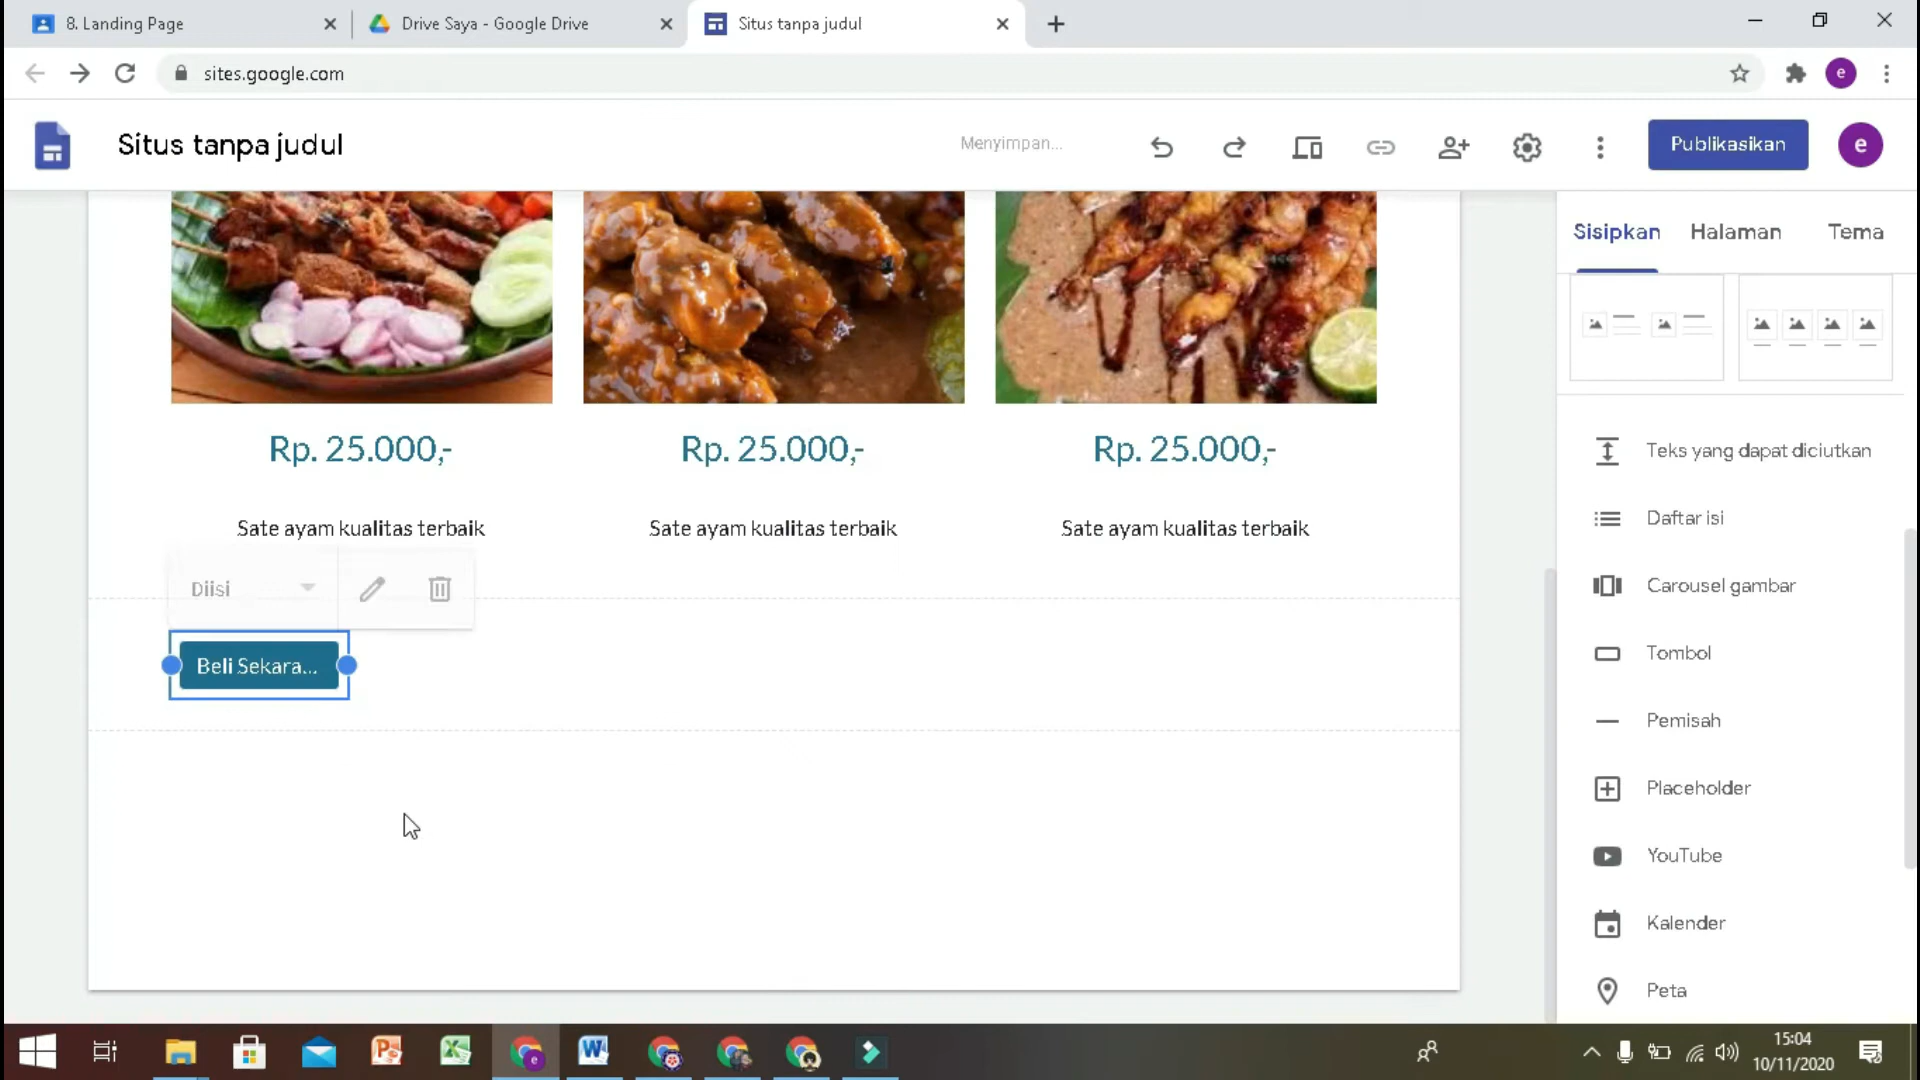 8. Landing Page
Drive Saya - Google Drive
Situs tanpa judul
sites.google.com
e
Situs tanpa judul
Menyimpan...
Publikasikan
e
Sisipkan
Halaman
Tema
Rp. 25.000,-
Rp. 25.000,-
Rp. 25.000,-
Sate ayam kualitas terbaik
Sate ayam kualitas terbaik
Sate ayam kualitas terbaik
Diisi
Beli Sekara...
Teks yang dapat diciutkan
Daftar isi
Carousel gambar
Tombol
Pemisah
Placeholder
YouTube
Kalender
Peta
15:04
10/11/2020